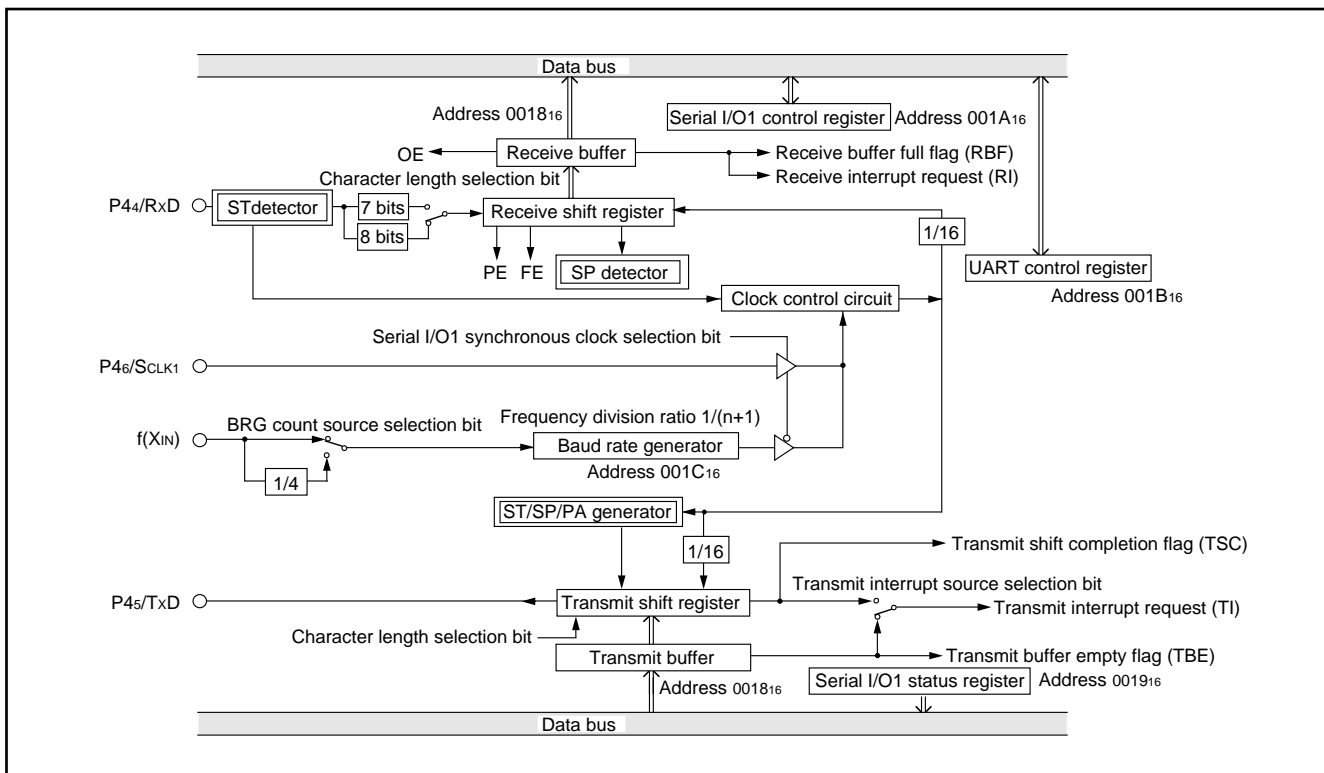 Data bus
Address 0018₁₆
Serial I/O1 control register
Address 001A₁₆
OE
Receive buffer
Receive buffer full flag (RBF)
Receive interrupt request (RI)
Character length selection bit
P4₄/RxD
STdetector
7 bits
8 bits
Receive shift register
1/16
PE
FE
SP detector
UART control register
Address 001B₁₆
Clock control circuit
Serial I/O1 synchronous clock selection bit
P4₆/SCLK1
BRG count source selection bit
Frequency division ratio 1/(n+1)
f(XIN)
Baud rate generator
Address 001C₁₆
1/4
ST/SP/PA generator
1/16
Transmit shift completion flag (TSC)
Transmit interrupt source selection bit
P4₅/TxD
Transmit shift register
Transmit interrupt request (TI)
Character length selection bit
Transmit buffer
Transmit buffer empty flag (TBE)
Address 0018₁₆
Serial I/O1 status register
Address 0019₁₆
Data bus